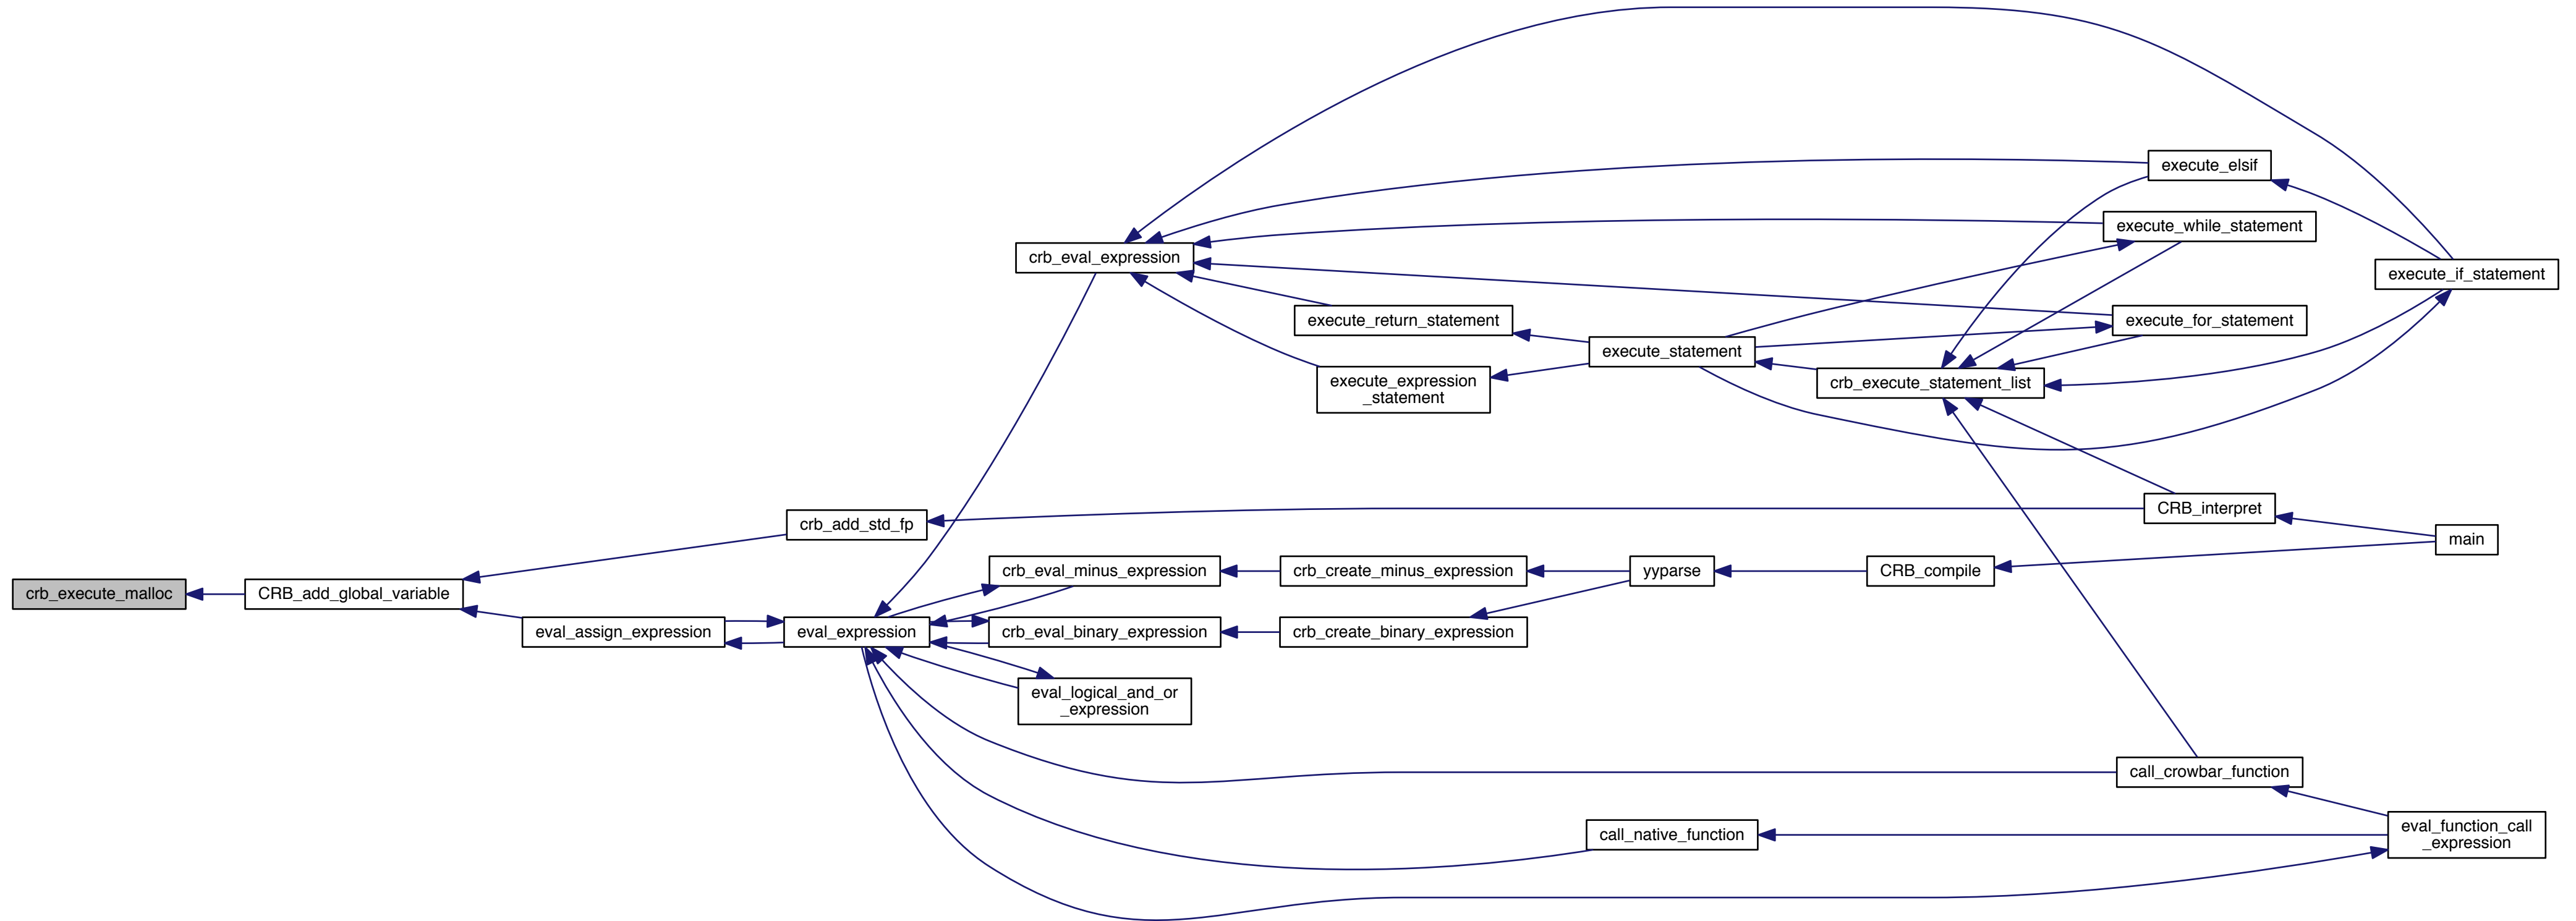 execute_elsif
execute_while_statement
crb_eval_expression
execute_if_statement
execute_return_statement
execute_for_statement
execute_statement
execute_expression
_statement
crb_execute_statement_list
CRB_interpret
crb_add_std_fp
main
crb_eval_minus_expression
crb_create_minus_expression
yyparse
CRB_compile
crb_execute_malloc
CRB_add_global_variable
eval_assign_expression
eval_expression
crb_eval_binary_expression
crb_create_binary_expression
eval_logical_and_or
_expression
call_crowbar_function
call_native_function
eval_function_call
_expression